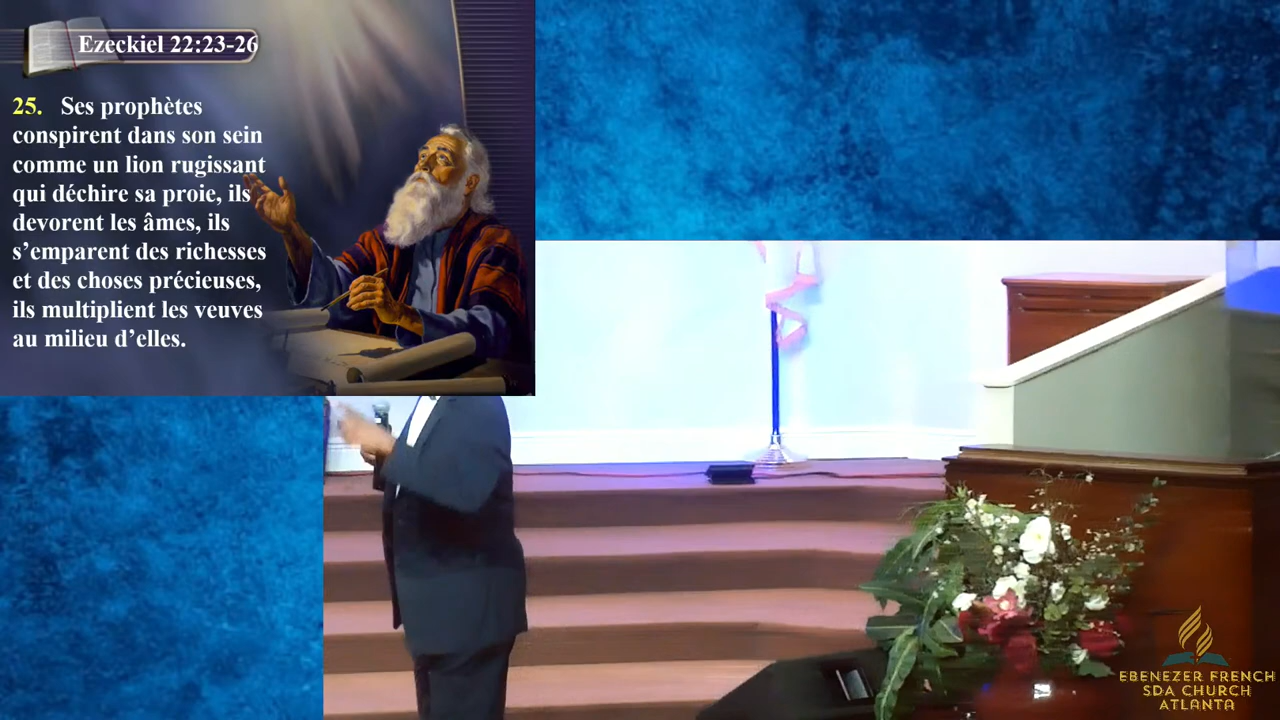 Ezeckiel 22:23-26
25. Ses prophètes
conspirent dans son sein
comme un lion rugissant
qui déchire sa proie, ils
devorent les âmes, ils
s’emparent des richesses
et des choses précieuses,
ils multiplient les veuves
au milieu d’elles.
EBENEZER FRENCH
SDA CHURCH
ATLANTA